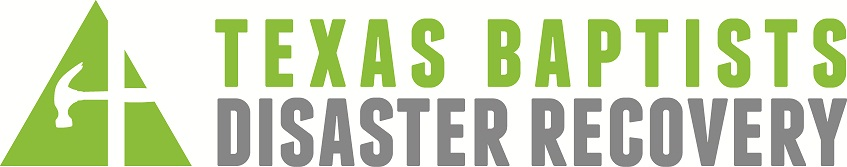 TEXAS BAPTISTS
DISASTER RECOVERY